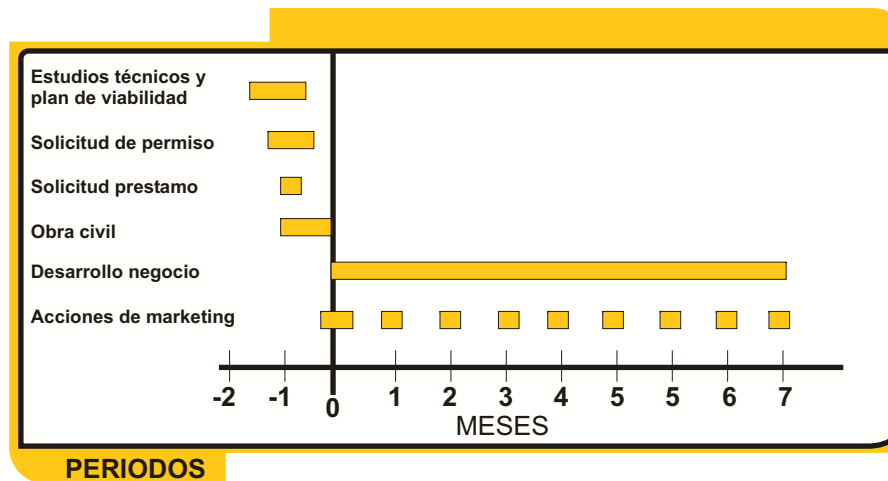 Estudios técnicos y
plan de viabilidad
Solicitud de permiso
Solicitud prestamo
Obra civil
Desarrollo negocio
Acciones de marketing
-2 -1 0 1 2 3 4 5 5 6 7
MESES
PERIODOS